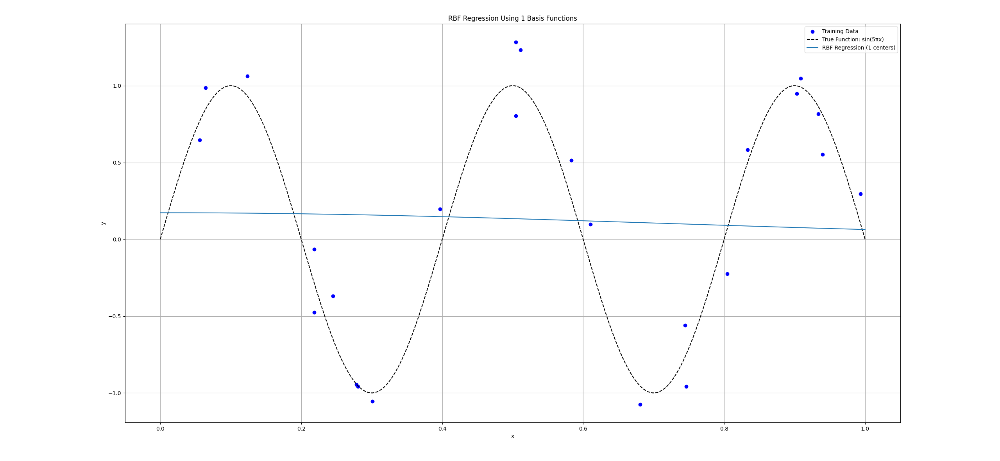 RBF Regression Using 1 Basis Functions
Training Data
True Function: sin(5πx)
RBF Regression (1 centers)
y
1.0
0.5
0.0
−0.5
−1.0
0.0 0.2 0.4 0.6 0.8 1.0
x